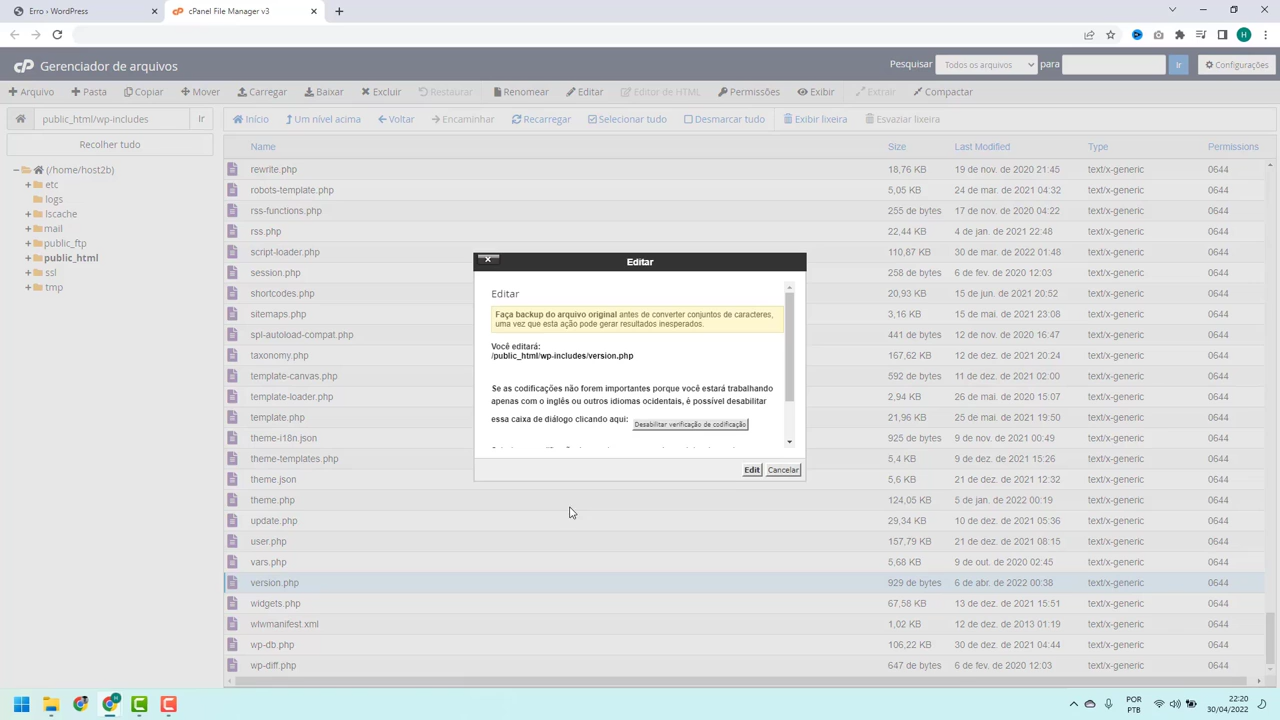 Erro ‹ WordPress
cPanel File Manager v3
H
cP Gerenciador de arquivos
Pesquisar
Todos os arquivos
para
Ir
Configurações
Arquivo
Pasta
Copiar
Mover
Carregar
Baixar
Excluir
Restaurar
Renomear
Editar
Editor de HTML
Permissões
Exibir
Extrair
Compactar
public_html/wp-includes
Ir
Início
Um nível acima
Voltar
Encaminhar
Recarregar
Selecionar tudo
Desmarcar tudo
Exibir lixeira
Esvaziar lixeira
Recolher tudo
(/home/host2b)
etc
logs
lscache
mail
public_ftp
public_html
ssl
tmp
Name Size Last Modified Type Permissions
rewrite.php 18,76 KB 19 de nov. de 2020 21:45 text/x-generic 0644
robots-template.php 5,05 KB 24 de mar. de 2021 04:32 text/x-generic 0644
rss-functions.php 255 de bytes 17 de nov. de 2020 04:22 text/x-generic 0644
rss.php 22,44 KB 4 de jan. de 2021 22:48 text/x-generic 0644
script-loader.php 110,87 KB 30 de mar. de 2022 01:48 text/x-generic 0644
session.php 258 de bytes 6 de fev. de 2020 12:03 text/x-generic 0644
shortcodes.php 20,93 KB 15 de jun. de 2021 20:52 text/x-generic 0644
sitemaps.php 3,16 KB 15 de mai. de 2021 23:08 text/x-generic 0644
spl-autoload-compat.php 441 de bytes 12 de nov. de 2020 16:47 text/x-generic 0644
taxonomy.php 167,62 KB 12 de dez. de 2021 20:24 text/x-generic 0644
template-canvas.php 592 de bytes 11 de dez. de 2021 02:00 text/x-generic 0644
template-loader.php 2,94 KB 26 de mai. de 2020 15:07 text/x-generic 0644
template.php 21,96 KB 12 de mai. de 2021 23:04 text/x-generic 0644
theme-i18n.json 1,15 KB 9 de nov. de 2021 00:49 text/x-generic 0644
theme-templates.php 5,4 KB 9 de dez. de 2021 15:26 text/x-generic 0644
theme.json 5,6 KB 21 de dez. de 2021 12:32 text/x-generic 0644
theme.php 124,05 KB 5 de jan. de 2022 00:19 text/x-generic 0644
update.php 29,34 KB 10 de dez. de 2021 05:36 text/x-generic 0644
user.php 157,79 KB 21 de dez. de 2021 08:15 text/x-generic 0644
vars.php 5,68 KB 9 de out. de 2020 02:45 text/x-generic 0644
version.php 929 de bytes 6 de abr. de 2022 00:38 text/x-generic 0644
widgets.php 67,58 KB 13 de dez. de 2021 15:51 text/x-generic 0644
wlwmanifest.xml 1,02 KB 12 de dez. de 2013 01:19 text/x-generic 0644
wp-db.php 106,22 KB 30 de dez. de 2021 04:44 text/x-generic 0644
wp-diff.php 647 de bytes 6 de fev. de 2020 12:03 text/x-generic 0644
Editar
Editar
Faça backup do arquivo original antes de converter conjuntos de caracteres,
uma vez que esta ação pode gerar resultados inesperados.
Você editará:
/public_html/wp-includes/version.php
Se as codificações não forem importantes porque você estará trabalhando
apenas com o inglês ou outros idiomas ocidentais, é possível desabilitar
essa caixa de diálogo clicando aqui: Desabilitar verificação de codificação
Edit
Cancelar
POR
PTB
22:20
30/04/2022